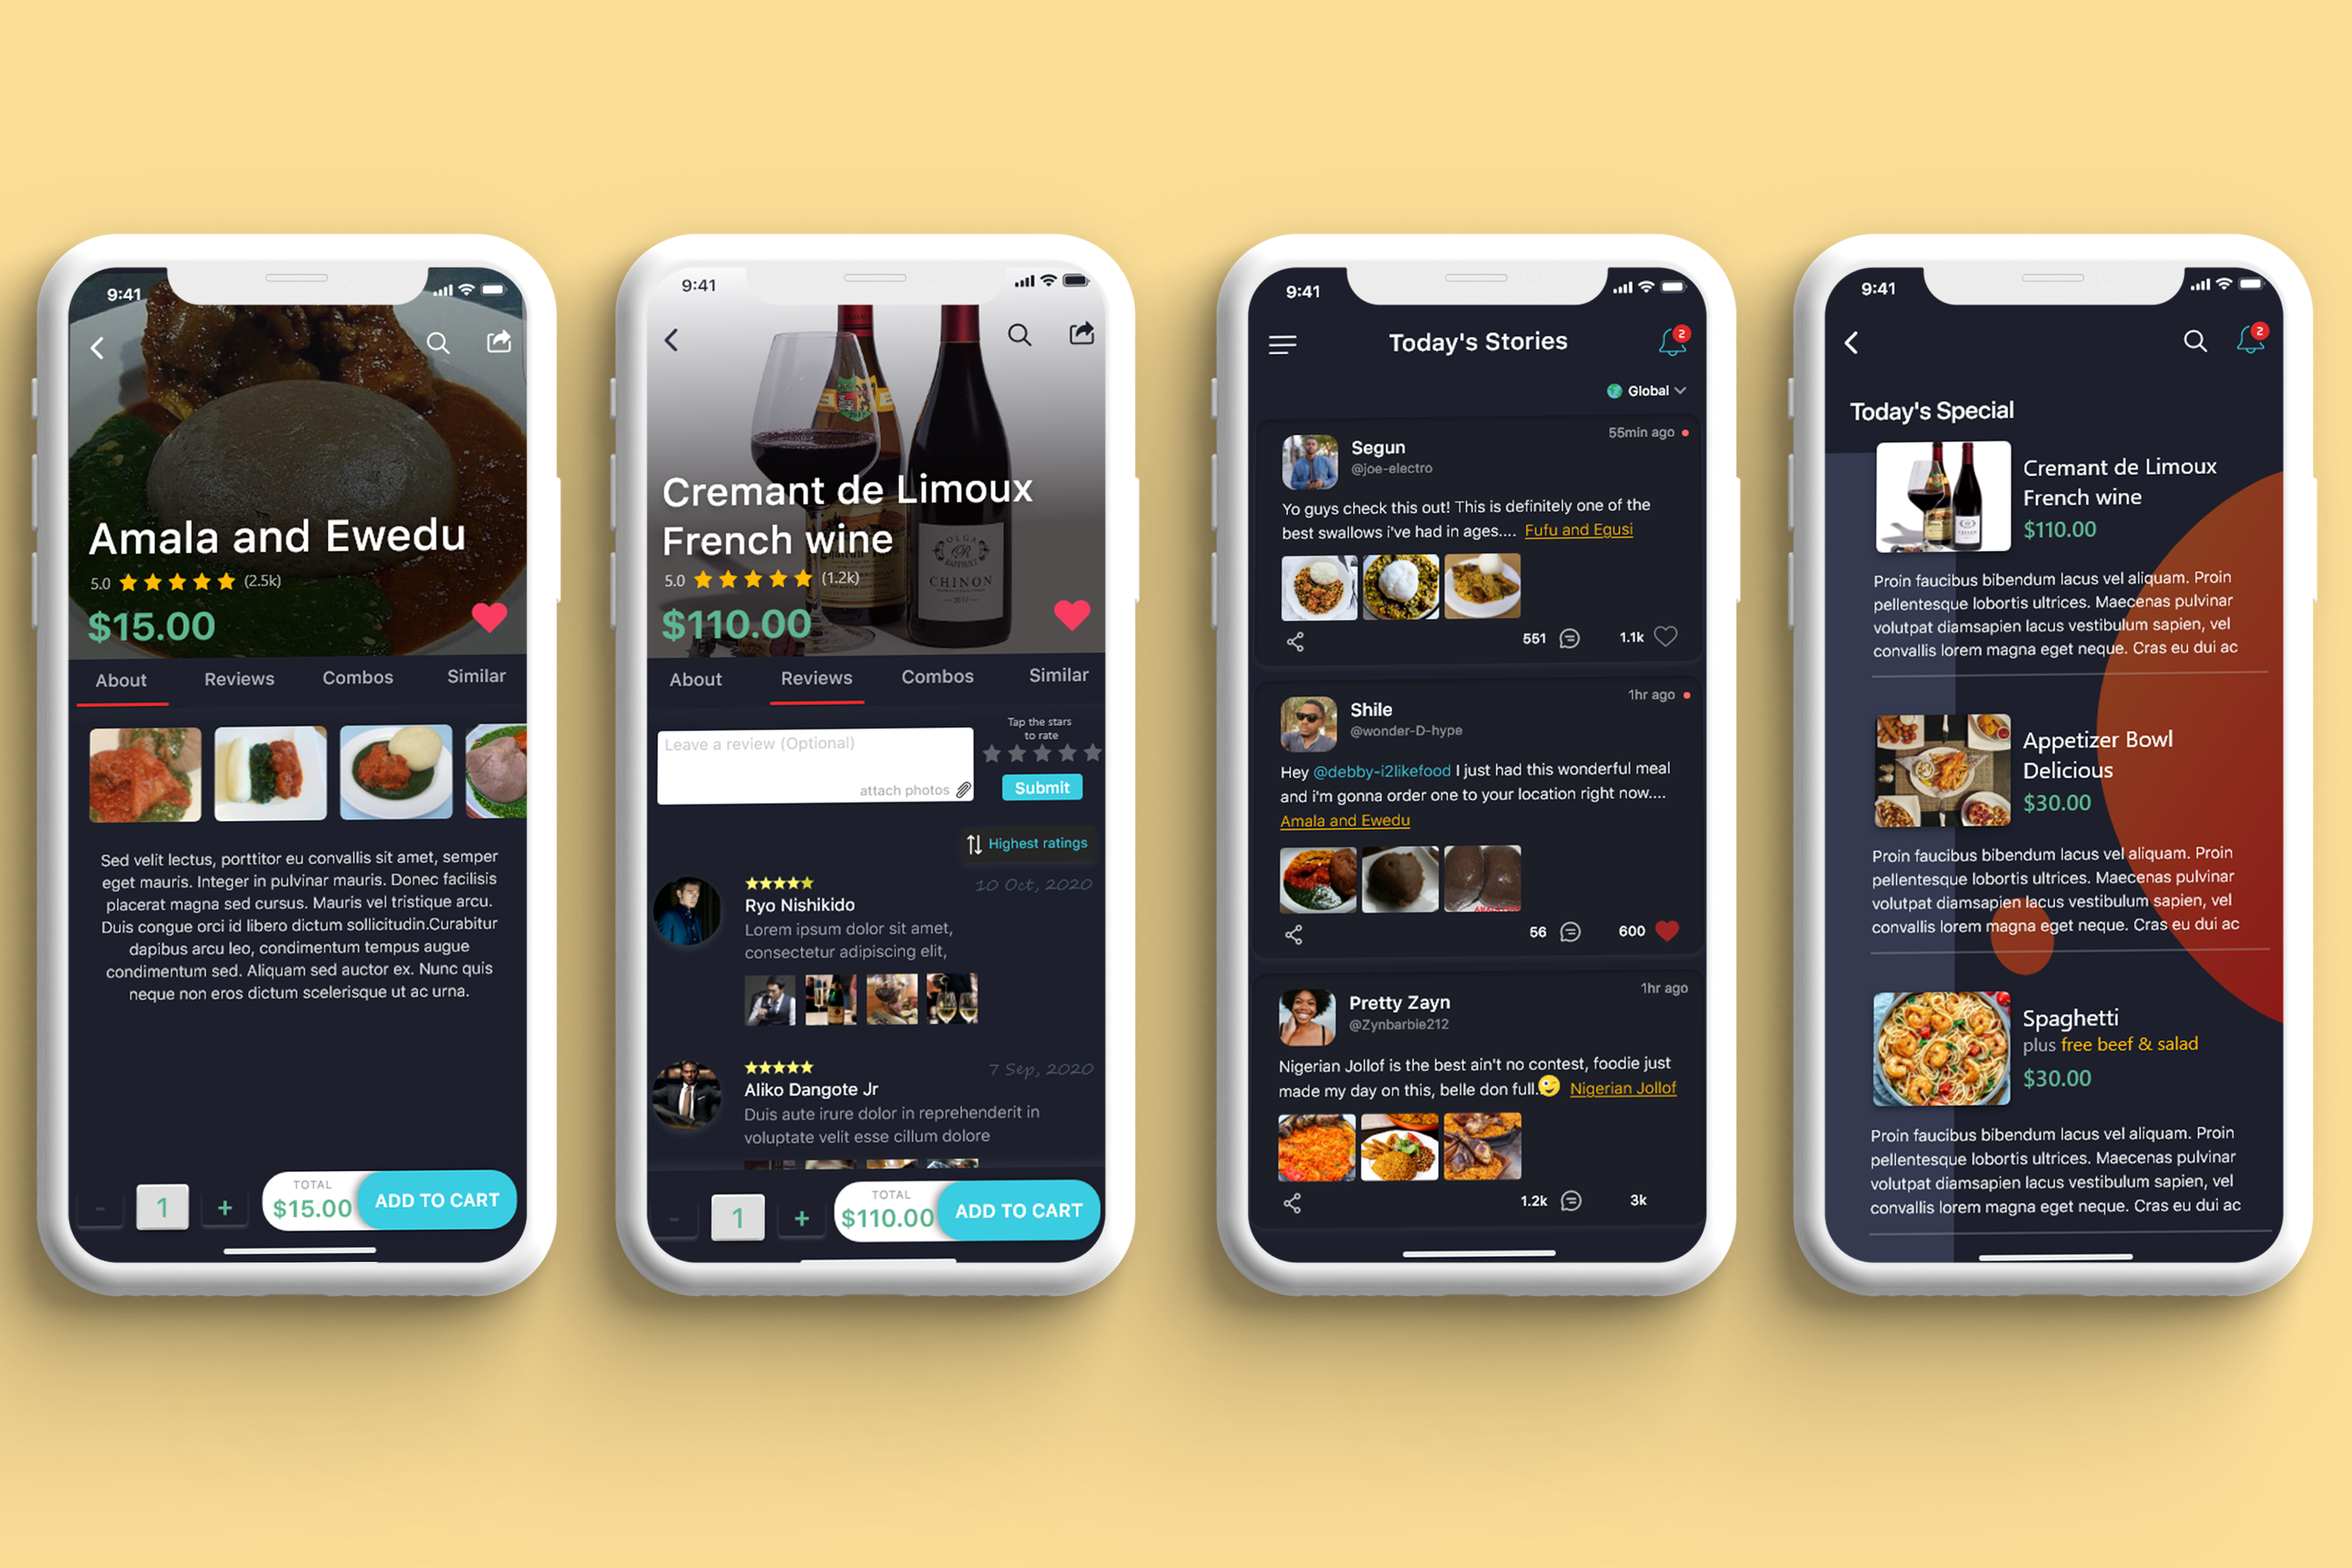 9:41
Amala and Ewedu
5.0 (2.5k)
$15.00
About Reviews Combos Similar
Sed velit lectus, porttitor eu convallis sit amet, semper
eget mauris. Integer in pulvinar mauris. Donec facilisis
placerat magna sed cursus. Mauris vel tristique arcu.
Duis congue orci id libero dictum sollicitudin.Curabitur
dapibus arcu leo, condimentum tempus augue
condimentum sed. Aliquam sed auctor ex. Nunc quis
neque non eros dictum scelerisque ut ac urna.
- 1 +
TOTAL
$15.00
ADD TO CART
9:41
Cremant de Limoux
French wine
5.0 (1.2k)
$110.00
OLGA
RAFFAULT
CHINON
2017
About Reviews Combos Similar
Leave a review (Optional)
attach photos
Tap the stars
to rate
Submit
Highest ratings
10 Oct, 2020
Ryo Nishikido
Lorem ipsum dolor sit amet,
consectetur adipiscing elit,
7 Sep, 2020
Aliko Dangote Jr
Duis aute irure dolor in reprehenderit in
voluptate velit esse cillum dolore
- 1 +
TOTAL
$110.00
ADD TO CART
9:41
Today's Stories
2
Global
Segun
@joe-electro
55min ago
Yo guys check this out! This is definitely one of the
best swallows i've had in ages.... Fufu and Egusi
551 1.1k
Shile
@wonder-D-hype
1hr ago
Hey @debby-i2likefood I just had this wonderful meal
and i'm gonna order one to your location right now....
Amala and Ewedu
56 600
Pretty Zayn
@Zynbarbie212
1hr ago
Nigerian Jollof is the best ain't no contest, foodie just
made my day on this, belle don full. Nigerian Jollof
1.2k 3k
9:41
2
Today's Special
Cremant de Limoux
French wine
$110.00
Proin faucibus bibendum lacus vel aliquam. Proin
pellentesque lobortis ultrices. Maecenas pulvinar
volutpat diamsapien lacus vestibulum sapien, vel
convallis lorem magna eget neque. Cras eu dui ac
Appetizer Bowl
Delicious
$30.00
Proin faucibus bibendum lacus vel aliquam. Proin
pellentesque lobortis ultrices. Maecenas pulvinar
volutpat diamsapien lacus vestibulum sapien, vel
convallis lorem magna eget neque. Cras eu dui ac
Spaghetti
plus free beef & salad
$30.00
Proin faucibus bibendum lacus vel aliquam. Proin
pellentesque lobortis ultrices. Maecenas pulvinar
volutpat diamsapien lacus vestibulum sapien, vel
convallis lorem magna eget neque. Cras eu dui ac